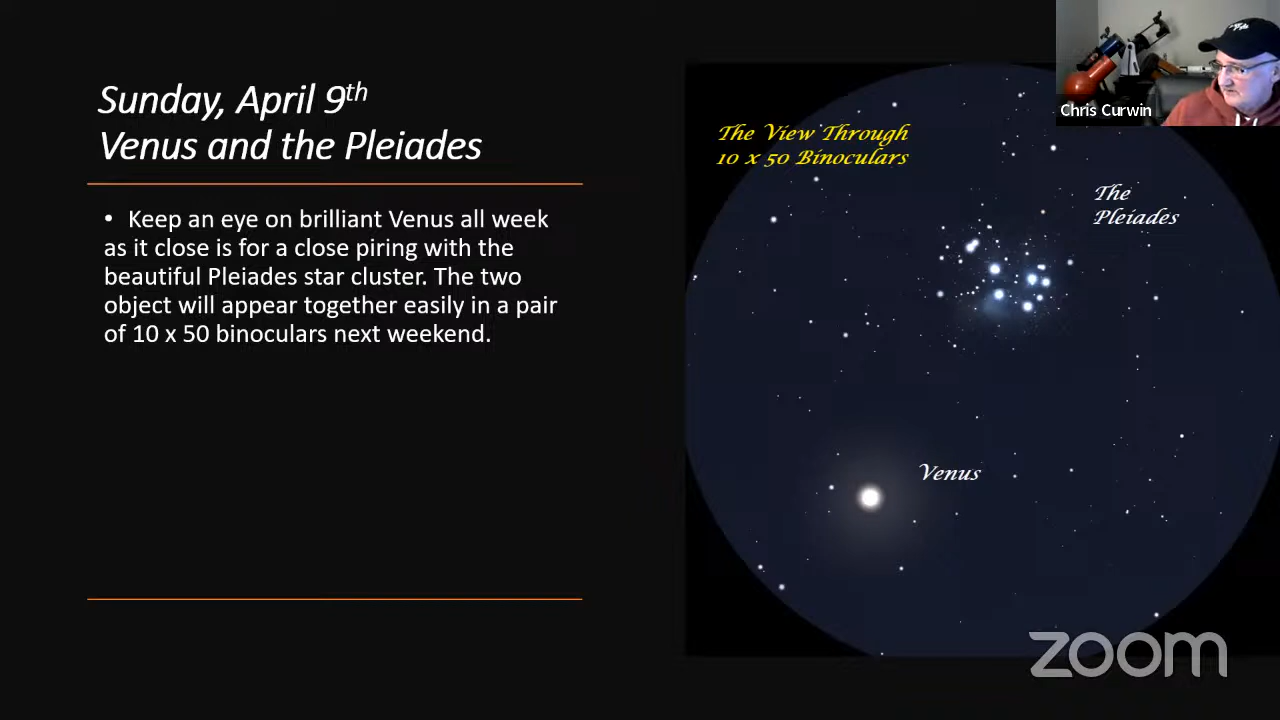 Sunday, April 9th
Venus and the Pleiades
• Keep an eye on brilliant Venus all week
as it close is for a close piring with the
beautiful Pleiades star cluster. The two
object will appear together easily in a pair
of 10 x 50 binoculars next weekend.
The View Through
10 x 50 Binoculars
The
Pleiades
Venus
Chris Curwin
zoom